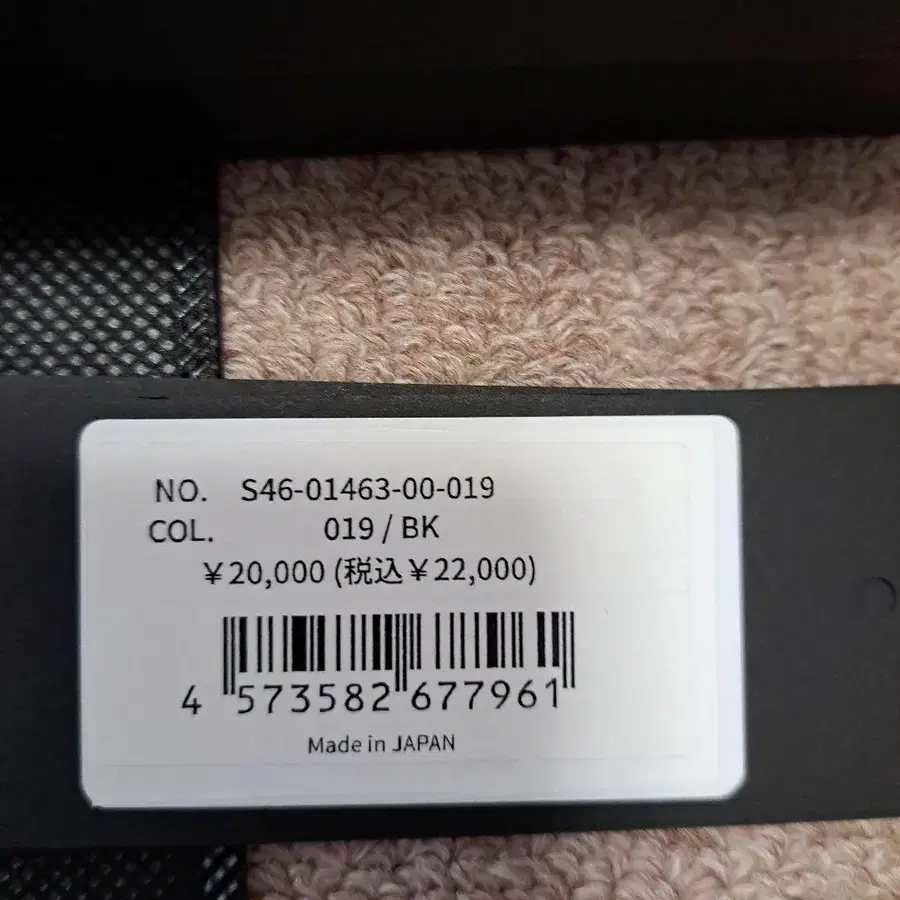 NO. S46-01463-00-019
COL. 019 / BK
¥20,000 (税込¥22,000)
4 573582 677961
Made in JAPAN